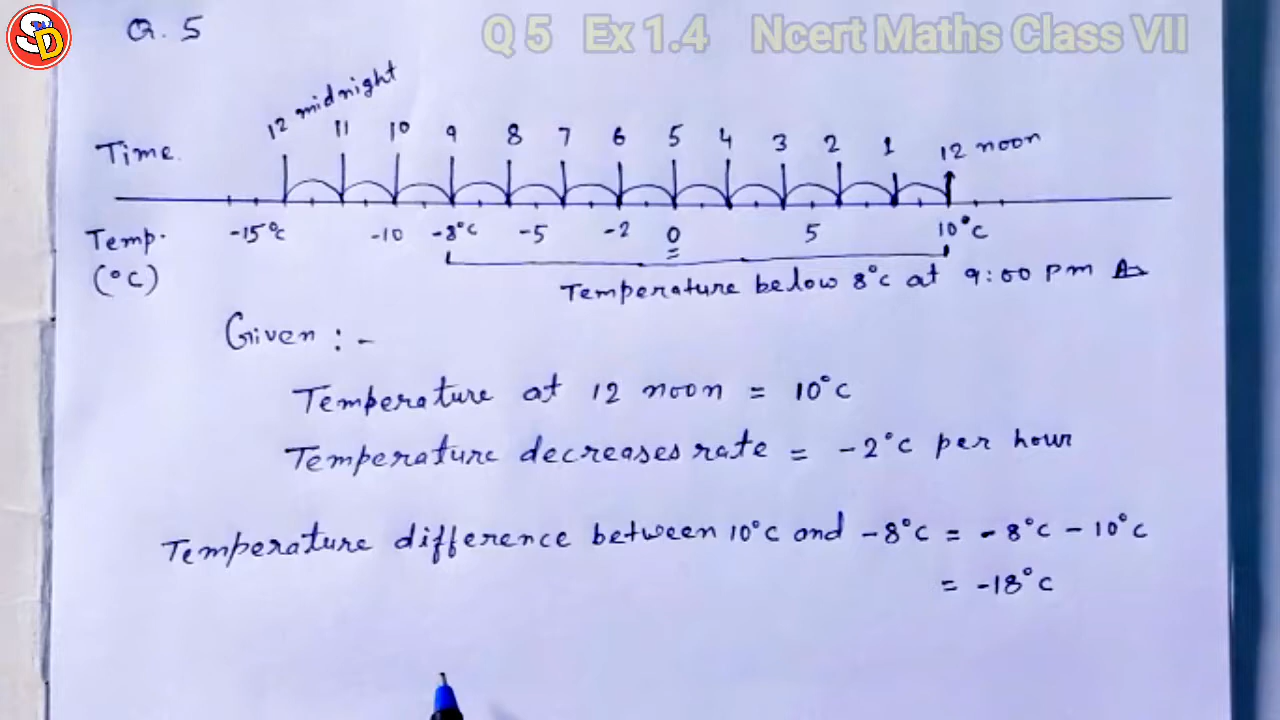 SD
Q. 5
Q 5 Ex 1.4 Ncert Maths Class VII
Time. 12 midnight 11 10 9 8 7 6 5 4 3 2 1 12 noon
Temp. (°C) -15°C -10 -8°C -5 -2 0 5 10°C
Temperature below 8°C at 9:00 PM
Given :-
Temperature at 12 noon = 10°C
Temperature decreases rate = -2°C per hour
Temperature difference between 10°C and -8°C = -8°C - 10°C
= -18°C